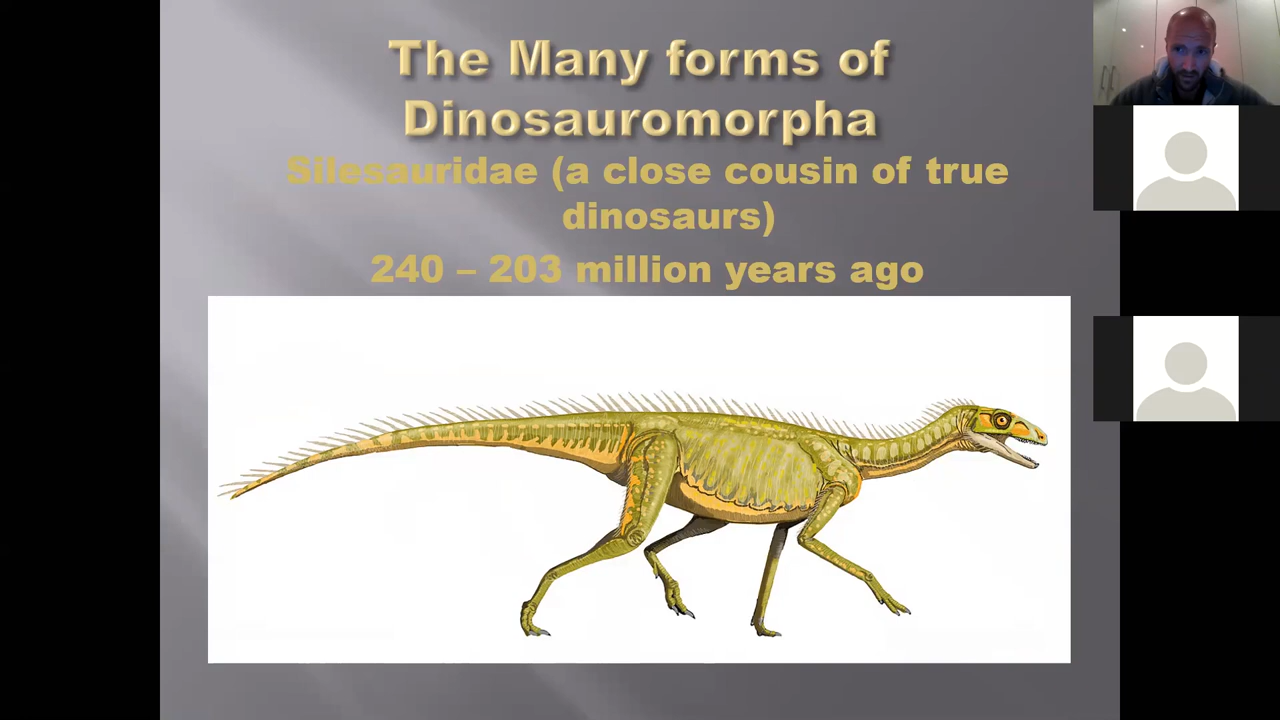 The Many forms of
Dinosauromorpha
Silesauridae (a close cousin of true
dinosaurs)
240 – 203 million years ago